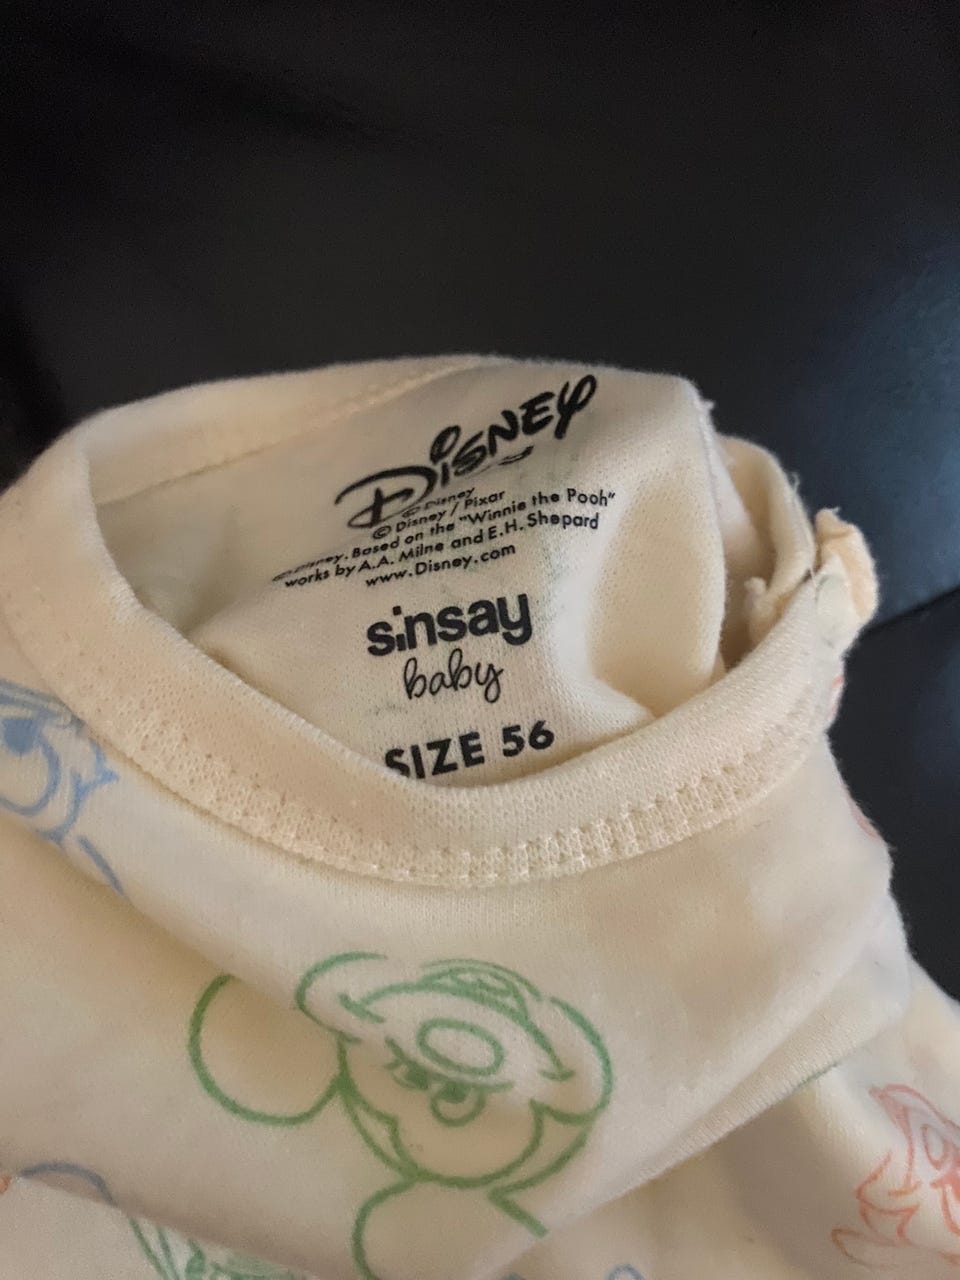 Disney
© Disney
© Disney / Pixar
© Disney. Based on the "Winnie the Pooh"
works by A.A. Milne and E.H. Shepard
www.Disney.com
sinsay
baby
SIZE 56